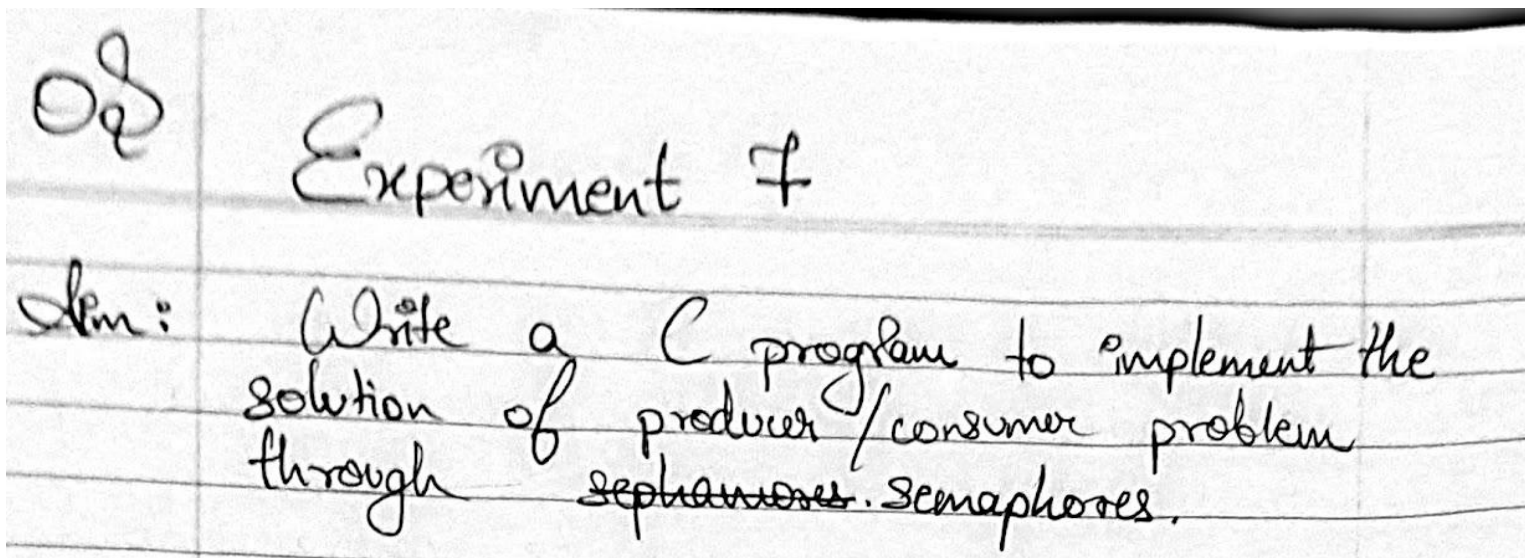 OS
Experiment 7
Aim: Write a C program to implement the
solution of producer/consumer problem
through sephamores. semaphores.